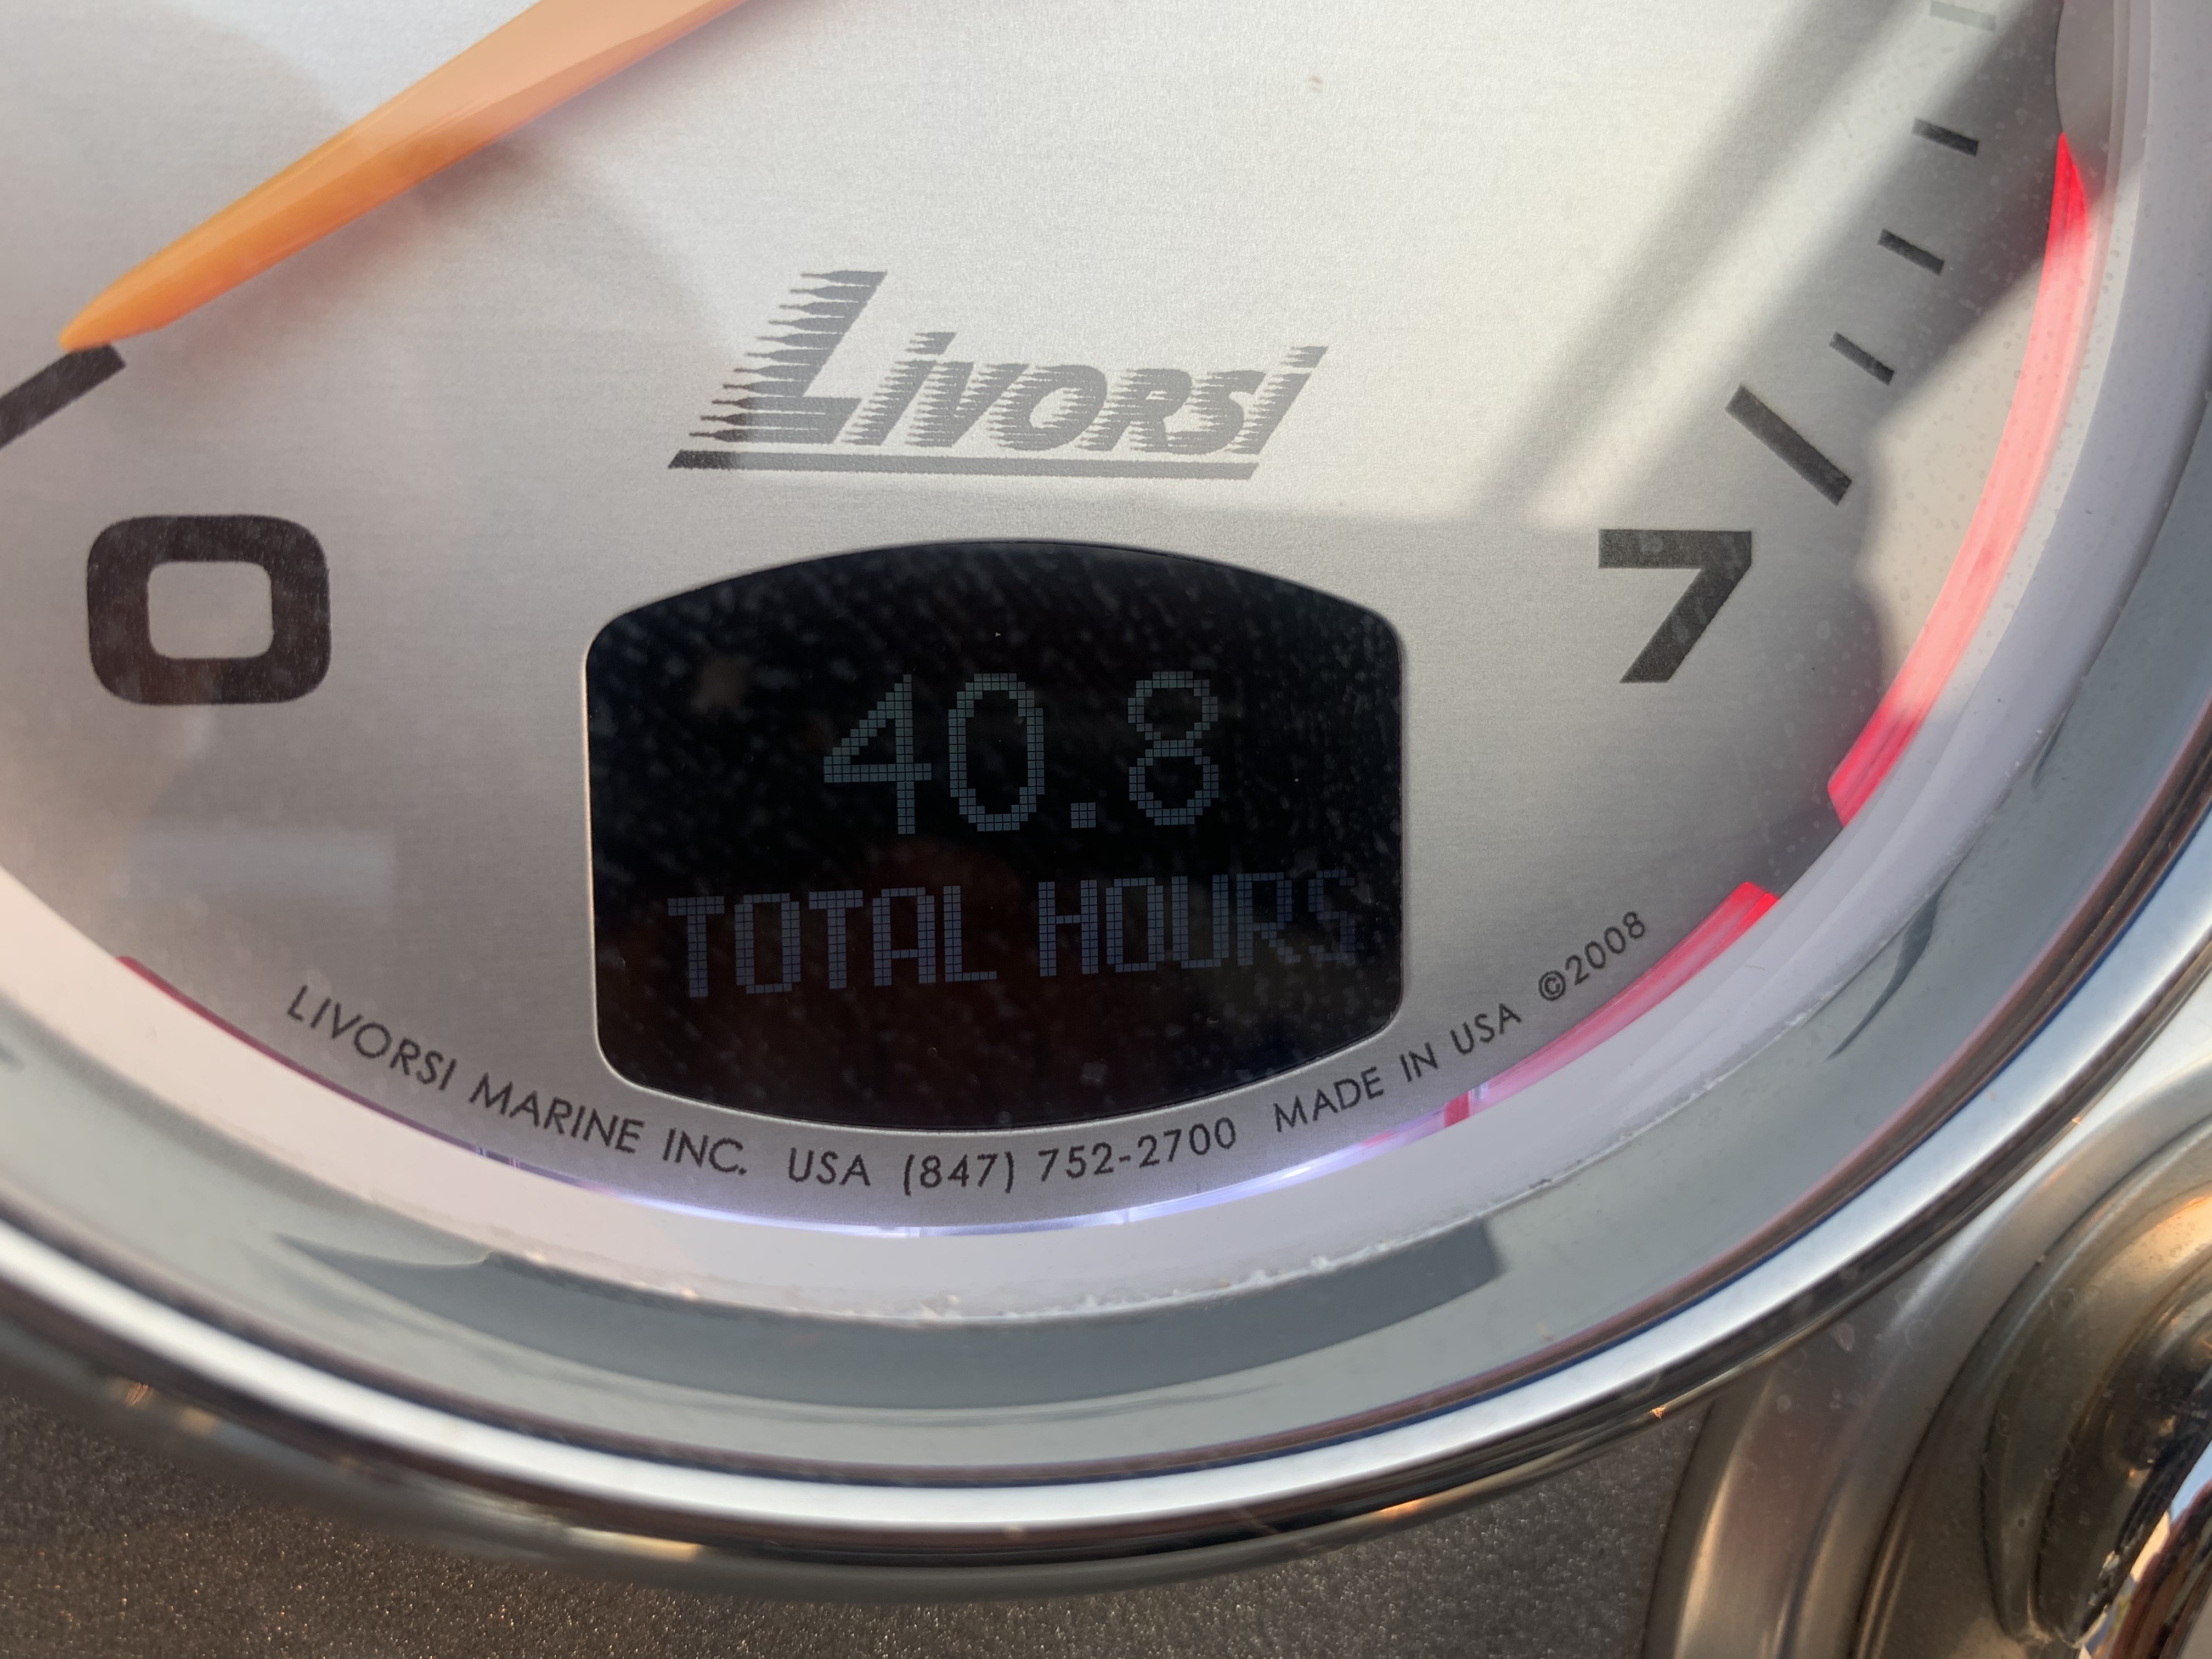 LIVORSI
0
7
40.8
TOTAL HOURS
LIVORSI MARINE INC. USA (847) 752-2700 MADE IN USA ©2008